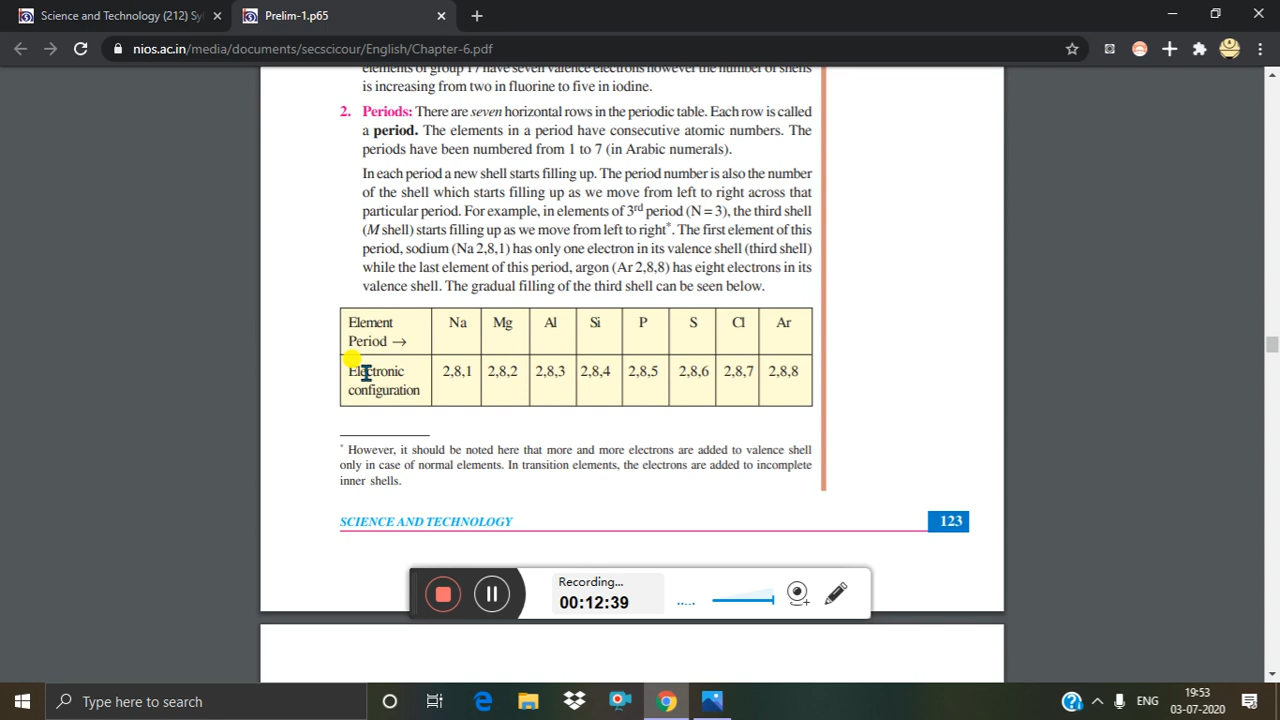 Science and Technology (212) Sy
Prelim-1.p65
nios.ac.in/media/documents/secscicour/English/Chapter-6.pdf
elements of group 17 have seven valence electrons however the number of shells
is increasing from two in fluorine to five in iodine.
2. Periods: There are seven horizontal rows in the periodic table. Each row is called
a period. The elements in a period have consecutive atomic numbers. The
periods have been numbered from 1 to 7 (in Arabic numerals).
In each period a new shell starts filling up. The period number is also the number
of the shell which starts filling up as we move from left to right across that
particular period. For example, in elements of 3rd period (N = 3), the third shell
(M shell) starts filling up as we move from left to right*. The first element of this
period, sodium (Na 2,8,1) has only one electron in its valence shell (third shell)
while the last element of this period, argon (Ar 2,8,8) has eight electrons in its
valence shell. The gradual filling of the third shell can be seen below.
Element Na Mg Al Si P S Cl Ar
Period →
Electronic 2,8,1 2,8,2 2,8,3 2,8,4 2,8,5 2,8,6 2,8,7 2,8,8
configuration
* However, it should be noted here that more and more electrons are added to valence shell
only in case of normal elements. In transition elements, the electrons are added to incomplete
inner shells.
SCIENCE AND TECHNOLOGY 123
Recording...
00:12:39
Type here to search
ENG
19:53
03-07-2020